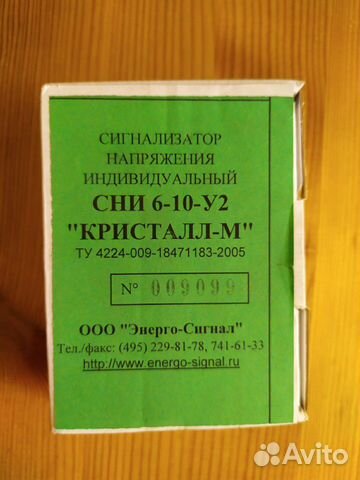 СИГНАЛИЗАТОР
НАПРЯЖЕНИЯ
ИНДИВИДУАЛЬНЫЙ
СНИ 6-10-У2
"КРИСТАЛЛ-М"
ТУ 4224-009-18471183-2005
№ 009099
ООО "Энерго-Сигнал"
Тел./факс: (495) 229-81-78, 741-61-33
http://www.energo-signal.ru
Avito